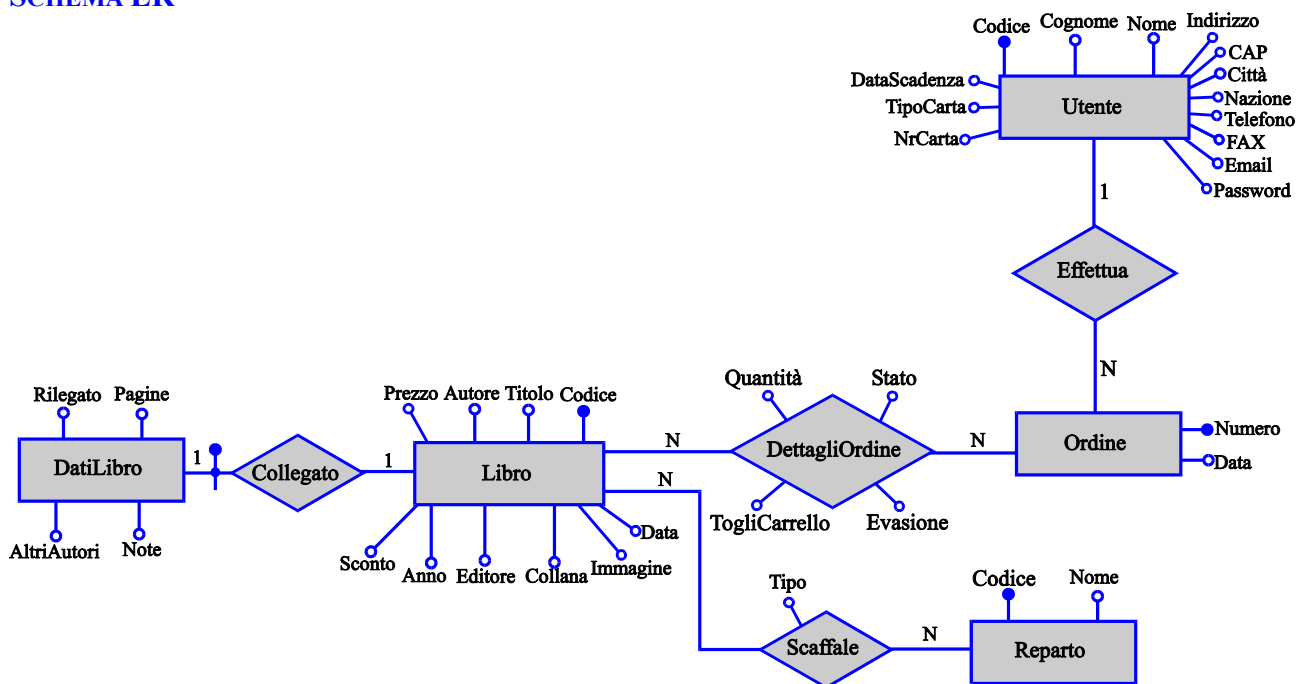 SCHEMA ER
Codice
Cognome
Nome
Indirizzo
CAP
Città
Nazione
Telefono
FAX
Email
Password
DataScadenza
TipoCarta
NrCarta
Utente
1
Effettua
N
Rilegato
Pagine
DatiLibro
1
AltriAutori
Note
Collegato
1
Prezzo
Autore
Titolo
Codice
Libro
Sconto
Anno
Editore
Collana
Immagine
Data
N
N
Quantità
Stato
DettagliOrdine
TogliCarrello
Evasione
N
Ordine
Numero
Data
Tipo
Scaffale
N
Codice
Nome
Reparto